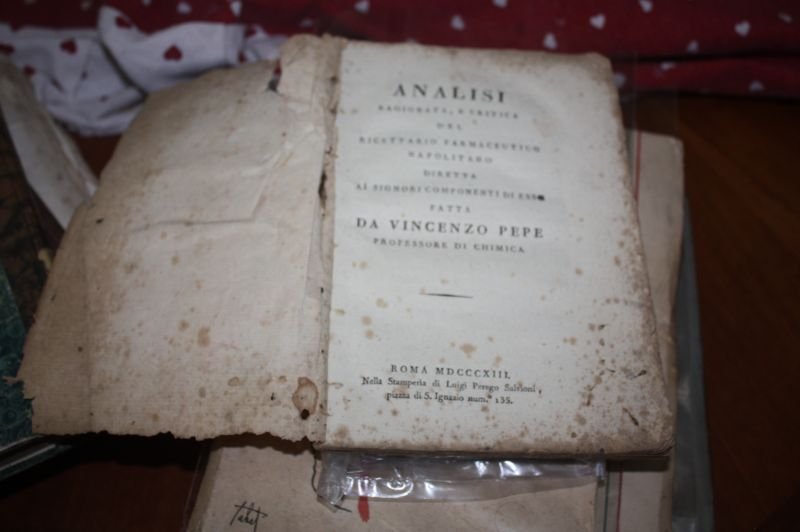 ANALISI
RAGIONATA, E CRITICA
DEL
RICETTARIO FARMACEUTICO
NAPOLITANO
DIRETTA
AI SIGNORI COMPONENTI DI ESSO
FATTA
DA VINCENZO PEPE
PROFESSORE DI CHIMICA
ROMA MDCCCXIII.
Nella Stamperia di Luigi Perego Salvioni,
piazza di S. Ignazio num.° 135.